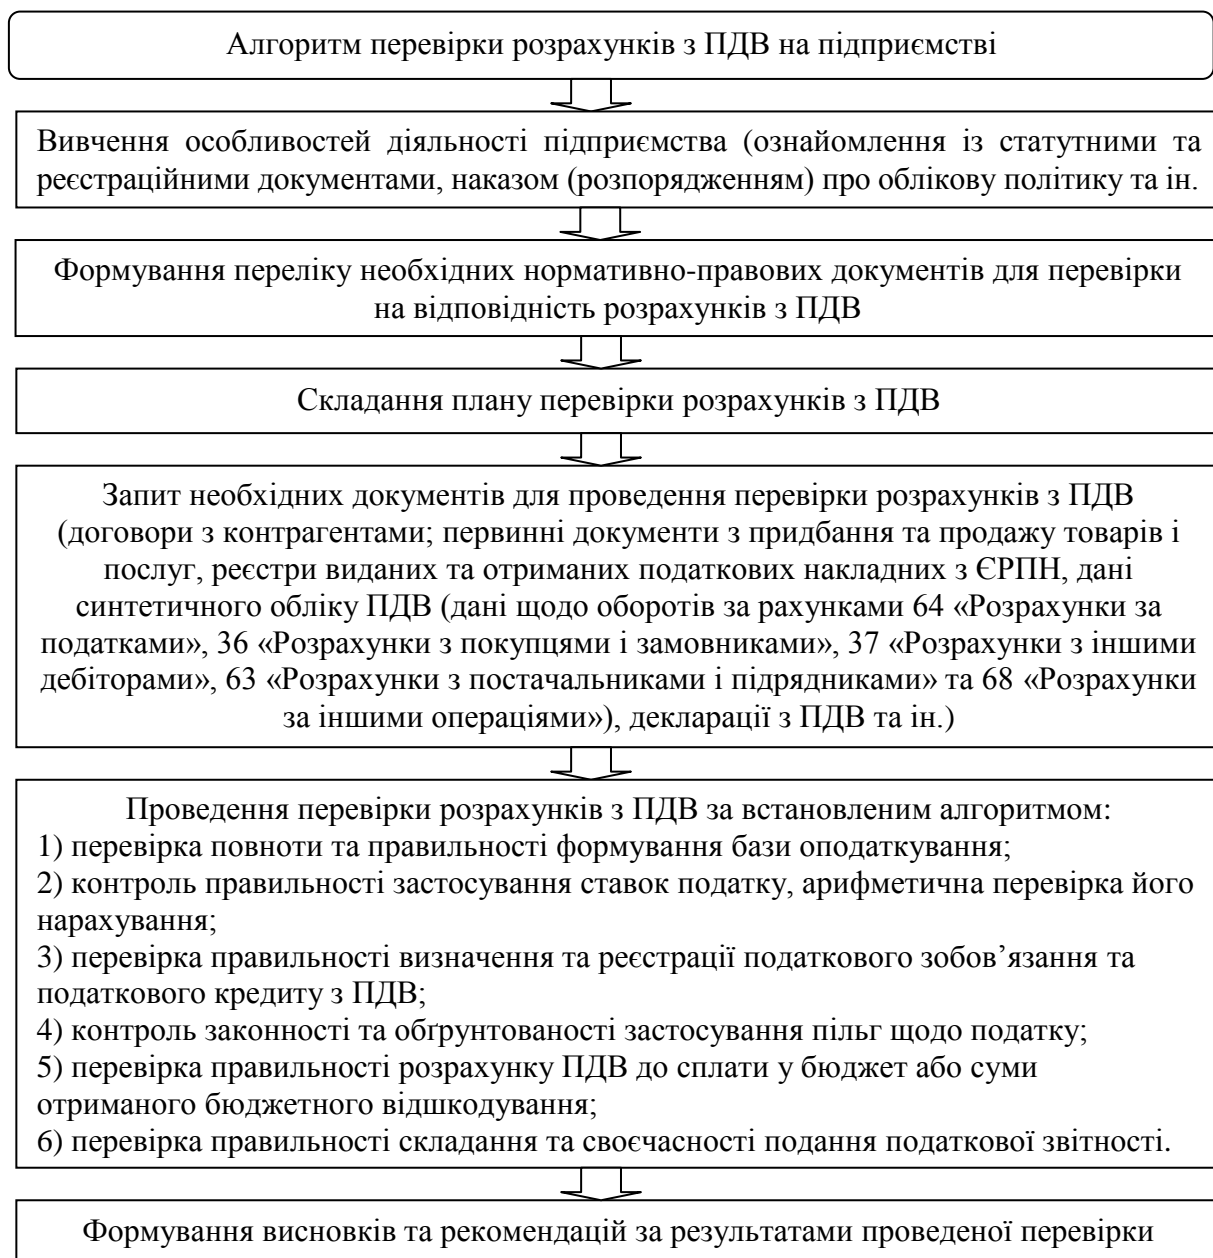 Алгоритм перевірки розрахунків з ПДВ на підприємстві
Вивчення особливостей діяльності підприємства (ознайомлення із статутними та
реєстраційними документами, наказом (розпорядженням) про облікову політику та ін.
Формування переліку необхідних нормативно-правових документів для перевірки
на відповідність розрахунків з ПДВ
Складання плану перевірки розрахунків з ПДВ
Запит необхідних документів для проведення перевірки розрахунків з ПДВ
(договори з контрагентами; первинні документи з придбання та продажу товарів і
послуг, реєстри виданих та отриманих податкових накладних з ЄРПН, дані
синтетичного обліку ПДВ (дані щодо оборотів за рахунками 64 «Розрахунки за
податками», 36 «Розрахунки з покупцями і замовниками», 37 «Розрахунки з іншими
дебіторами», 63 «Розрахунки з постачальниками і підрядниками» та 68 «Розрахунки
за іншими операціями»), декларації з ПДВ та ін.)
Проведення перевірки розрахунків з ПДВ за встановленим алгоритмом:
1) перевірка повноти та правильності формування бази оподаткування;
2) контроль правильності застосування ставок податку, арифметична перевірка його
нарахування;
3) перевірка правильності визначення та реєстрації податкового зобов’язання та
податкового кредиту з ПДВ;
4) контроль законності та обґрунтованості застосування пільг щодо податку;
5) перевірка правильності розрахунку ПДВ до сплати у бюджет або суми
отриманого бюджетного відшкодування;
6) перевірка правильності складання та своєчасності подання податкової звітності.
Формування висновків та рекомендацій за результатами проведеної перевірки